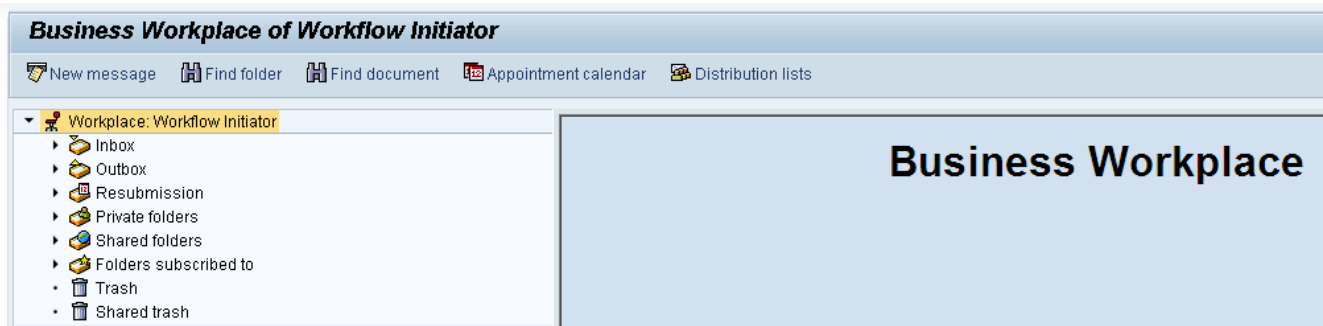 Business Workplace of Workflow Initiator
New message Find folder Find document Appointment calendar Distribution lists
Workplace: Workflow Initiator
Inbox
Outbox
Resubmission
Private folders
Shared folders
Folders subscribed to
Trash
Shared trash
Business Workplace